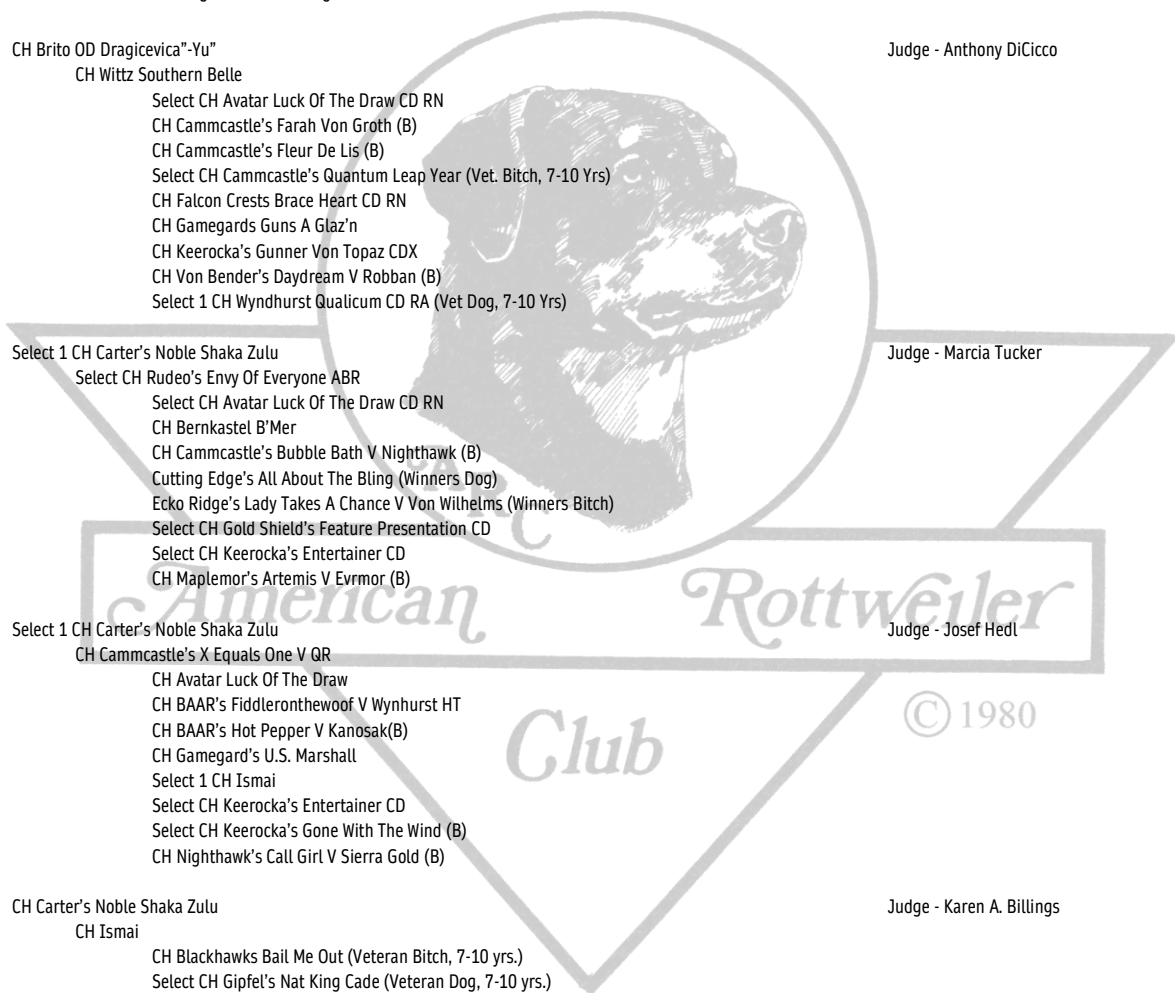 CH Brito OD Dragicevica"-Yu" Judge - Anthony DiCicco
CH Wittz Southern Belle
Select CH Avatar Luck Of The Draw CD RN
CH Cammcastle's Farah Von Groth (B)
CH Cammcastle's Fleur De Lis (B)
Select CH Cammcastle's Quantum Leap Year (Vet. Bitch, 7-10 Yrs)
CH Falcon Crests Brace Heart CD RN
CH Gamegards Guns A Glaz'n
CH Keerocka's Gunner Von Topaz CDX
CH Von Bender's Daydream V Robban (B)
Select 1 CH Wyndhurst Qualicum CD RA (Vet Dog, 7-10 Yrs)
Select 1 CH Carter's Noble Shaka Zulu Judge - Marcia Tucker
Select CH Rudeo's Envy Of Everyone ABR
Select CH Avatar Luck Of The Draw CD RN
CH Bernkastel B'Mer
CH Cammcastle's Bubble Bath V Nighthawk (B)
Cutting Edge's All About The Bling (Winners Dog)
Ecko Ridge's Lady Takes A Chance V Von Wilhelms (Winners Bitch)
Select CH Gold Shield's Feature Presentation CD
Select CH Keerocka's Entertainer CD
CH Maplemor's Artemis V Evrmor (B)
ARC
American Rottweiler
Select 1 CH Carter's Noble Shaka Zulu Judge - Josef Hedl
CH Cammcastle's X Equals One V QR
CH Avatar Luck Of The Draw
CH BAAR's Fiddleronthewoof V Wynhurst HT
CH BAAR's Hot Pepper V Kanosak(B)
CH Gamegard's U.S. Marshall
Select 1 CH Ismai
Select CH Keerocka's Entertainer CD
Select CH Keerocka's Gone With The Wind (B)
CH Nighthawk's Call Girl V Sierra Gold (B)
Club
© 1980
CH Carter's Noble Shaka Zulu Judge - Karen A. Billings
CH Ismai
CH Blackhawks Bail Me Out (Veteran Bitch, 7-10 yrs.)
Select CH Gipfel's Nat King Cade (Veteran Dog, 7-10 yrs.)